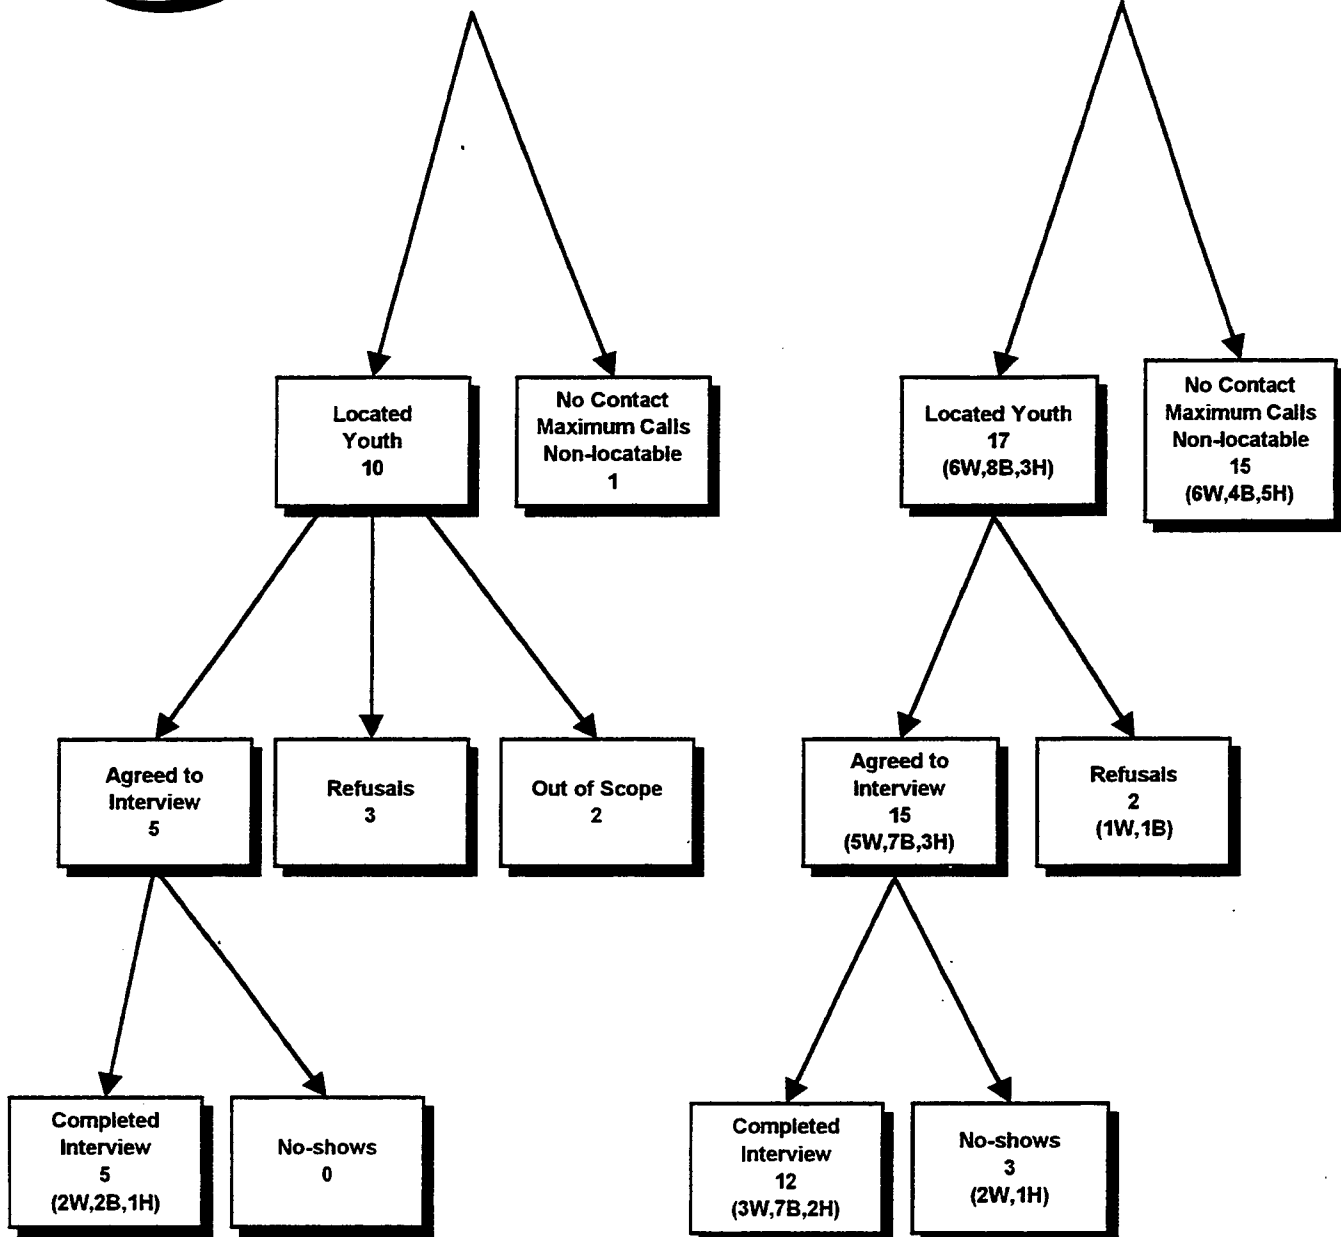 Located
Youth
10
No Contact
Maximum Calls
Non-locatable
1
Located Youth
17
(6W,8B,3H)
No Contact
Maximum Calls
Non-locatable
15
(6W,4B,5H)
Agreed to
Interview
5
Refusals
3
Out of Scope
2
Agreed to
Interview
15
(5W,7B,3H)
Refusals
2
(1W,1B)
Completed
Interview
5
(2W,2B,1H)
No-shows
0
Completed
Interview
12
(3W,7B,2H)
No-shows
3
(2W,1H)